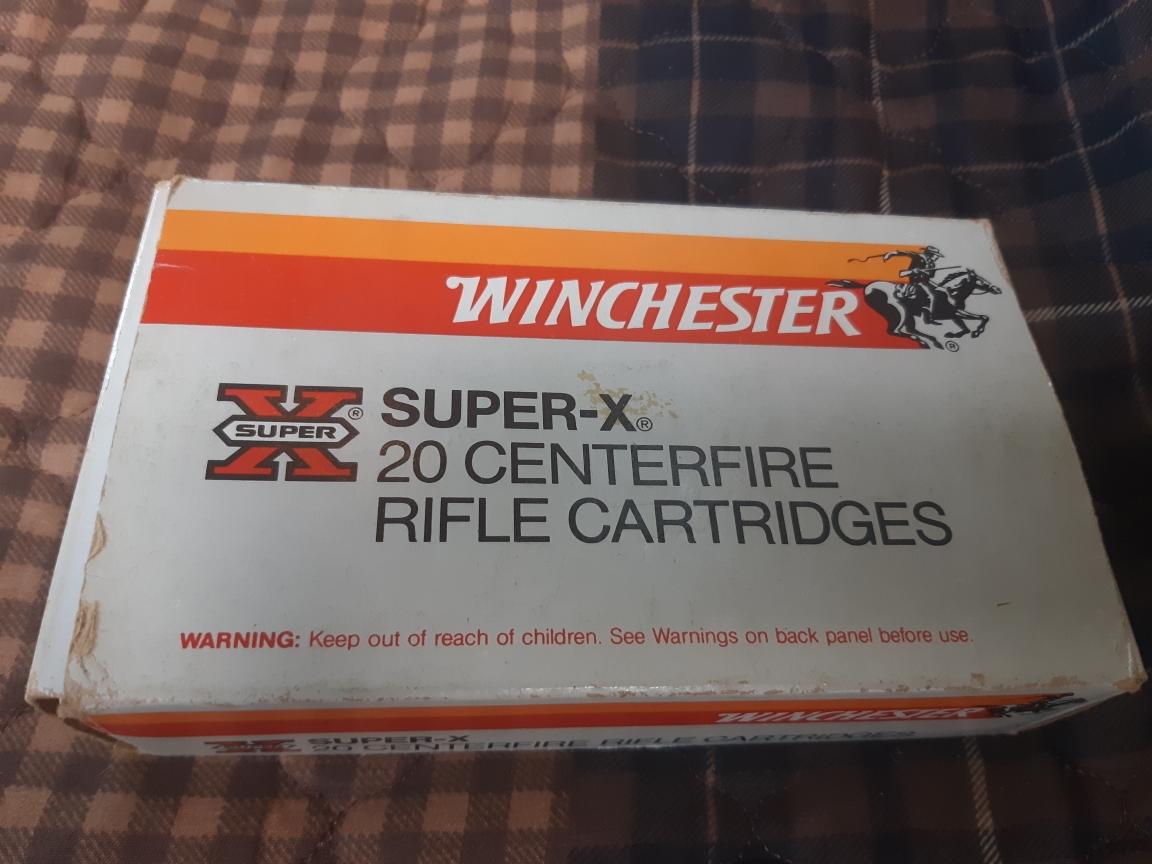 WINCHESTER
®
SUPER
®
SUPER-X®
20 CENTERFIRE
RIFLE CARTRIDGES
WARNING: Keep out of reach of children. See Warnings on back panel before use.
WINCHESTER
SUPER-X
20 CENTERFIRE RIFLE CARTRIDGES